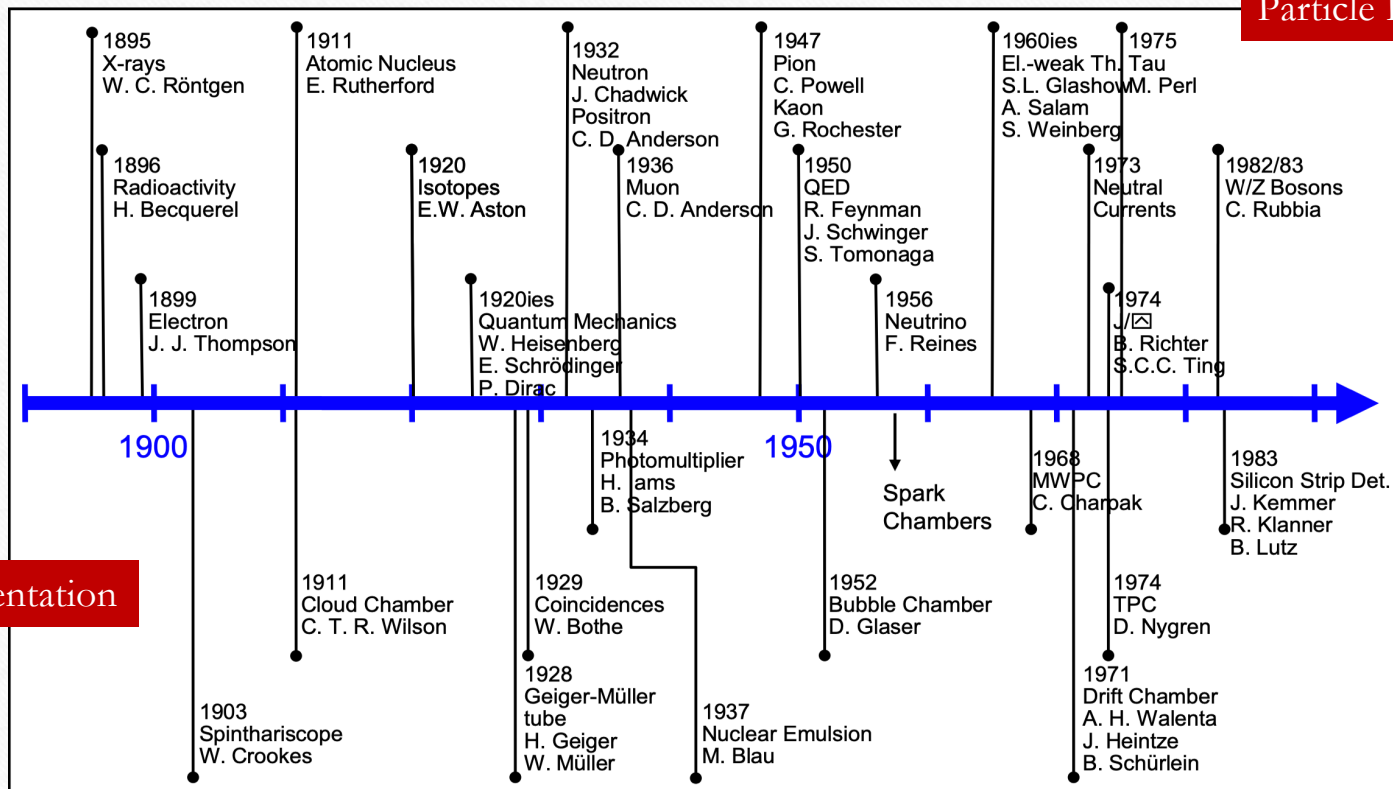 Particle
1895
X-rays
W. C. Röntgen
1911
Atomic Nucleus
E. Rutherford
1932
Neutron
J. Chadwick
Positron
C. D. Anderson
1947
Pion
C. Powell
Kaon
G. Rochester
1960ies
El.-weak Th.
S.L. Glashow
A. Salam
S. Weinberg
1975
Tau
M. Perl
1896
Radioactivity
H. Becquerel
1920
Isotopes
E.W. Aston
1936
Muon
C. D. Anderson
1950
QED
R. Feynman
J. Schwinger
S. Tomonaga
1973
Neutral
Currents
1982/83
W/Z Bosons
C. Rubbia
1899
Electron
J. J. Thompson
1920ies
Quantum Mechanics
W. Heisenberg
E. Schrödinger
P. Dirac
1956
Neutrino
F. Reines
1974
J/
B. Richter
S.C.C. Ting
1900
1950
1934
Photomultiplier
H. ams
B. Salzberg
Spark
Chambers
1968
MWPC
C. Charpak
1983
Silicon Strip Det.
J. Kemmer
R. Klanner
B. Lutz
entation
1911
Cloud Chamber
C. T. R. Wilson
1929
Coincidences
W. Bothe
1952
Bubble Chamber
D. Glaser
1974
TPC
D. Nygren
1903
Spinthariscope
W. Crookes
1928
Geiger-Müller
tube
H. Geiger
W. Müller
1937
Nuclear Emulsion
M. Blau
1971
Drift Chamber
A. H. Walenta
J. Heintze
B. Schürlein